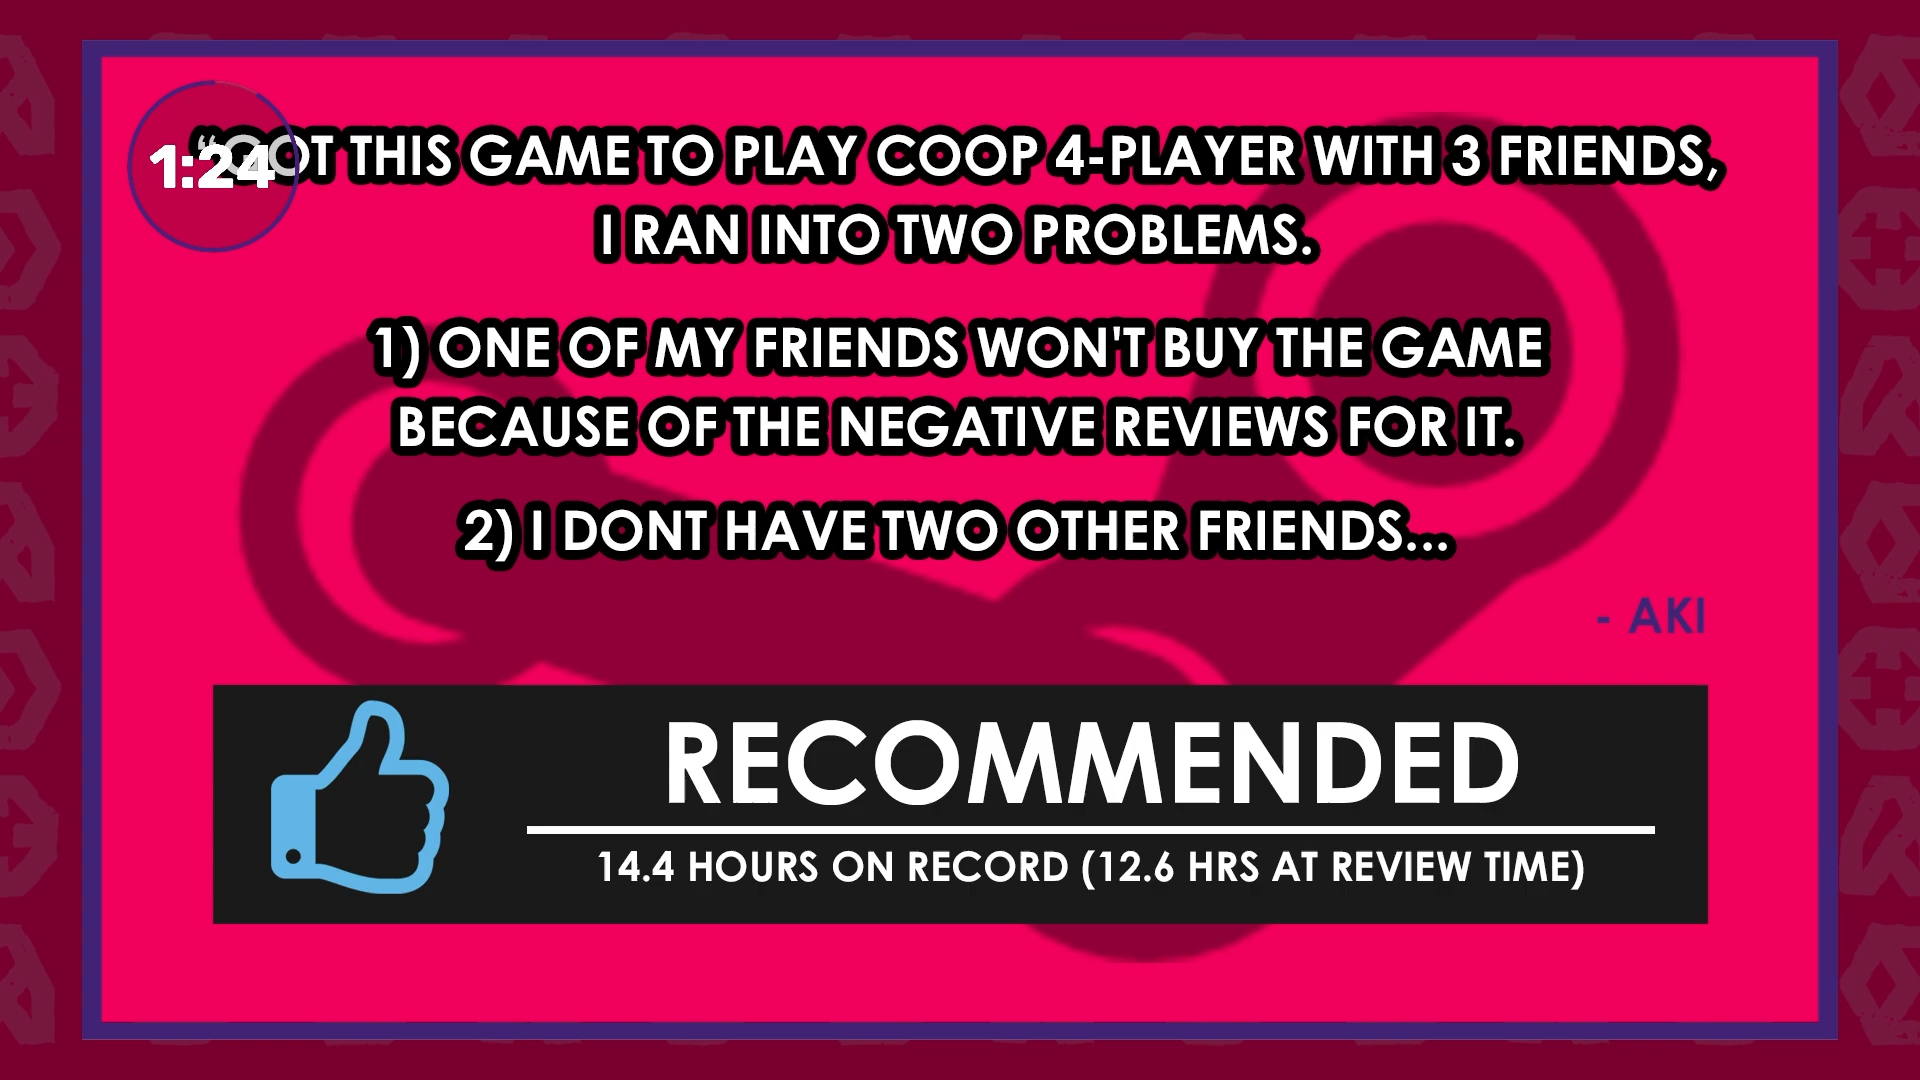 1:24
“GOT THIS GAME TO PLAY COOP 4-PLAYER WITH 3 FRIENDS,
I RAN INTO TWO PROBLEMS.
1) ONE OF MY FRIENDS WON'T BUY THE GAME
BECAUSE OF THE NEGATIVE REVIEWS FOR IT.
2) I DONT HAVE TWO OTHER FRIENDS...
- AKI
RECOMMENDED
14.4 HOURS ON RECORD (12.6 HRS AT REVIEW TIME)